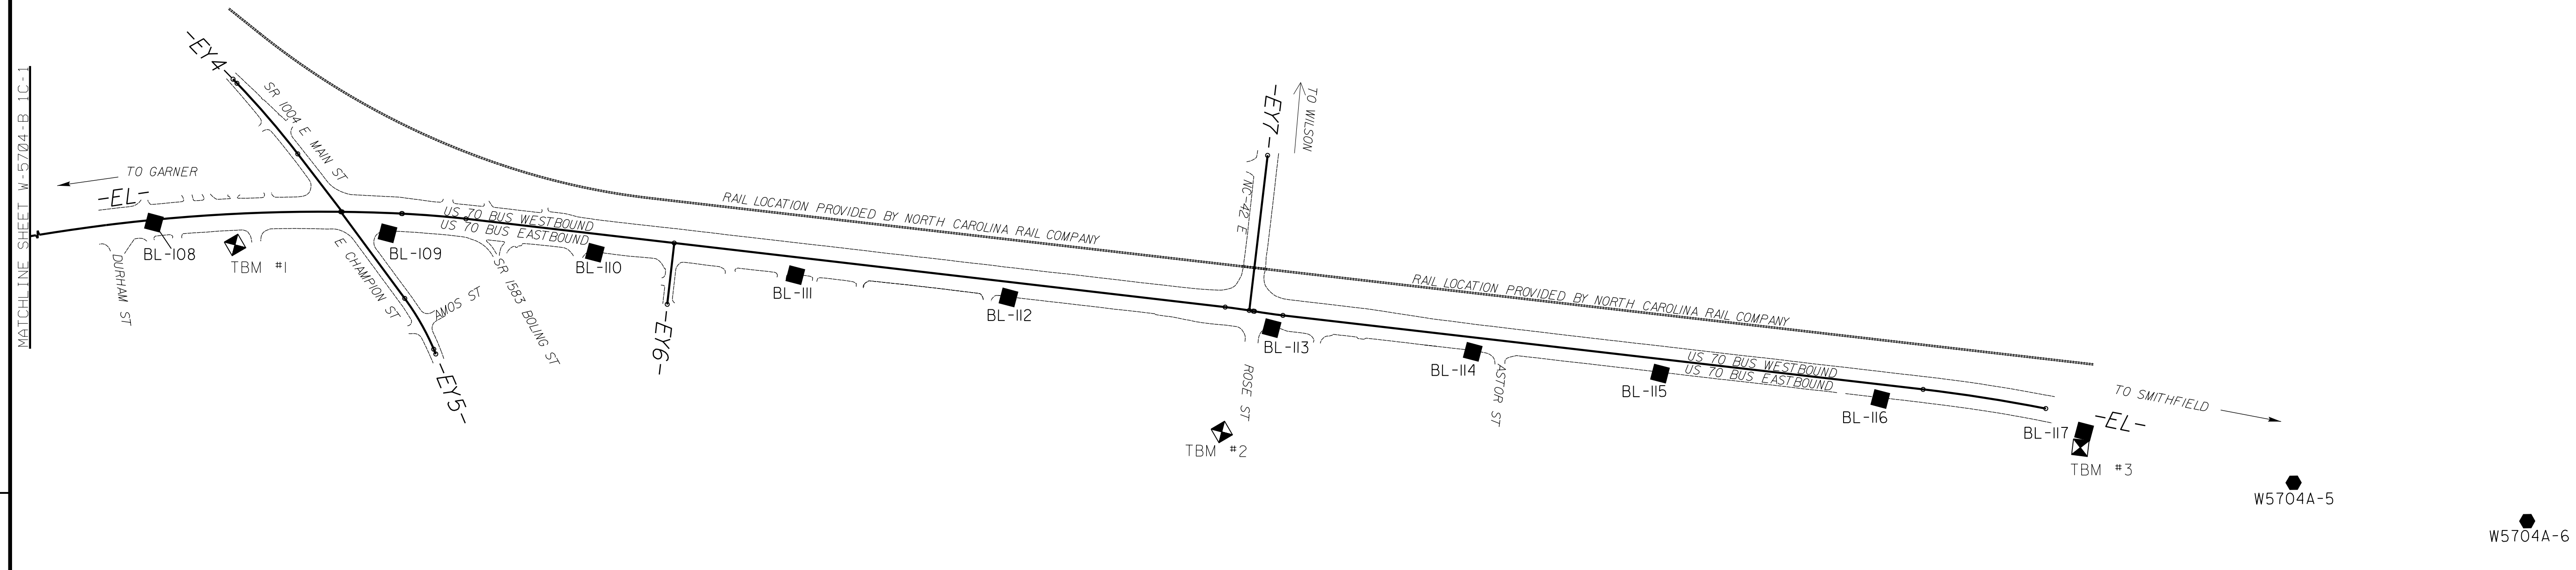 MATCHLINE SHEET W-5704-B 1C-1
-EY4-
SR 1004 E MAIN ST
TO GARNER
-EL-
BL-108
TBM #1
DURHAM ST
E CHAMPION ST
AMOS ST
-EY5-
BL-109
US 70 BUS WESTBOUND
US 70 BUS EASTBOUND
SR 1583 BOLING ST
BL-110
-EY6-
RAIL LOCATION PROVIDED BY NORTH CAROLINA RAIL COMPANY
BL-111
BL-112
-EY7-
TO WILSON
NC-42 E
BL-113
ROSE ST
TBM #2
RAIL LOCATION PROVIDED BY NORTH CAROLINA RAIL COMPANY
BL-114
ASTOR ST
BL-115
US 70 BUS WESTBOUND
US 70 BUS EASTBOUND
BL-116
TO SMITHFIELD
-EL-
BL-117
TBM #3
W5704A-5
W5704A-6